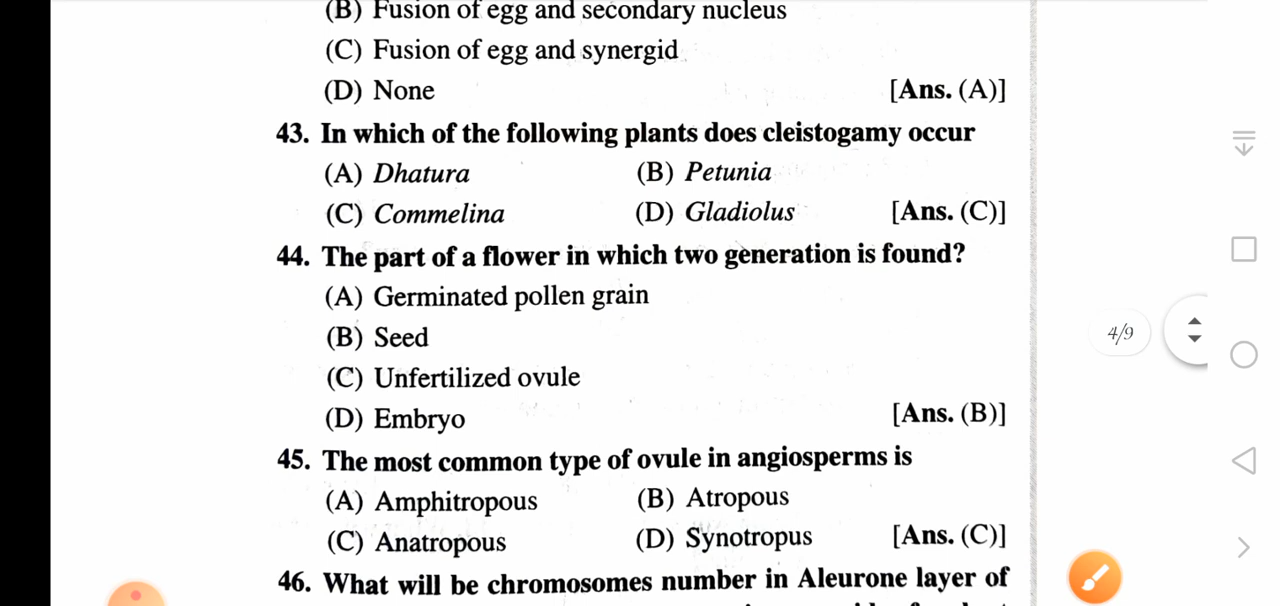 (B) Fusion of egg and secondary nucleus
(C) Fusion of egg and synergid
(D) None [Ans. (A)]
43. In which of the following plants does cleistogamy occur
(A) Dhatura (B) Petunia
(C) Commelina (D) Gladiolus [Ans. (C)]
44. The part of a flower in which two generation is found?
(A) Germinated pollen grain
(B) Seed
(C) Unfertilized ovule
(D) Embryo [Ans. (B)]
45. The most common type of ovule in angiosperms is
(A) Amphitropous (B) Atropous
(C) Anatropous (D) Synotropus [Ans. (C)]
46. What will be chromosomes number in Aleurone layer of
4/9